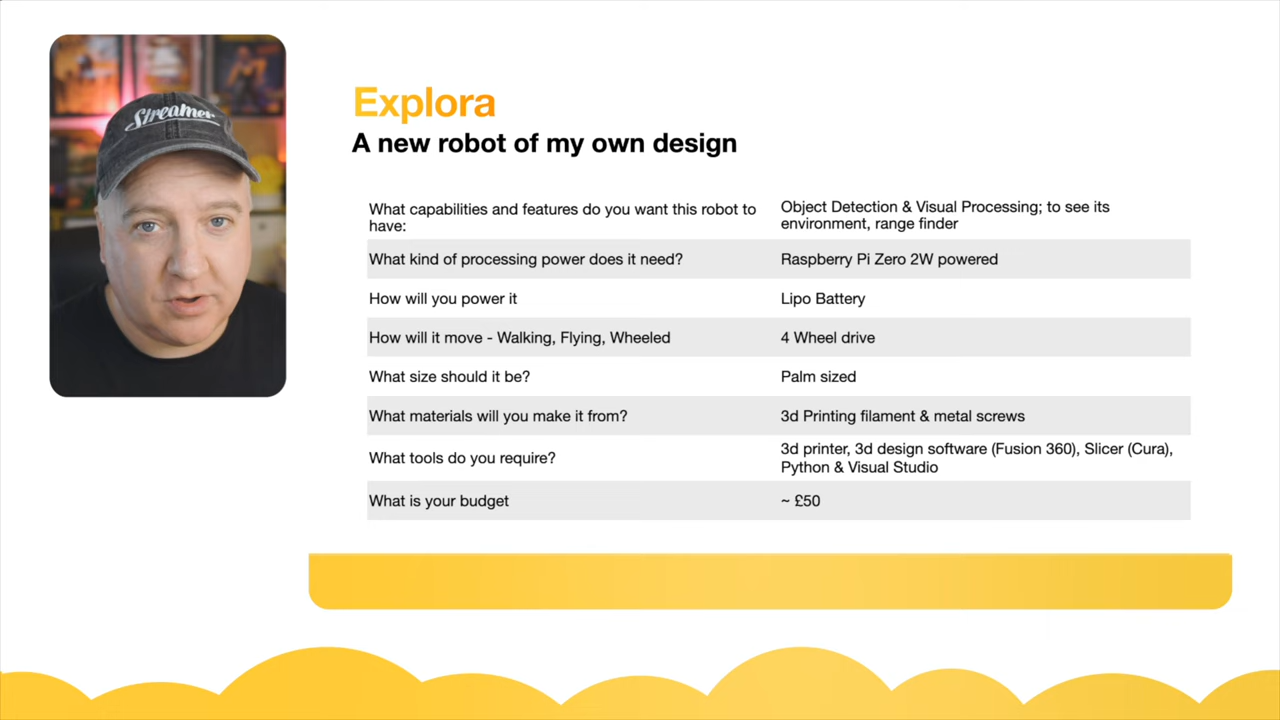 Streamer
Explora
A new robot of my own design
What capabilities and features do you want this robot to
have:
Object Detection & Visual Processing; to see its
environment, range finder
What kind of processing power does it need?
Raspberry Pi Zero 2W powered
How will you power it
Lipo Battery
How will it move - Walking, Flying, Wheeled
4 Wheel drive
What size should it be?
Palm sized
What materials will you make it from?
3d Printing filament & metal screws
What tools do you require?
3d printer, 3d design software (Fusion 360), Slicer (Cura),
Python & Visual Studio
What is your budget
~ £50